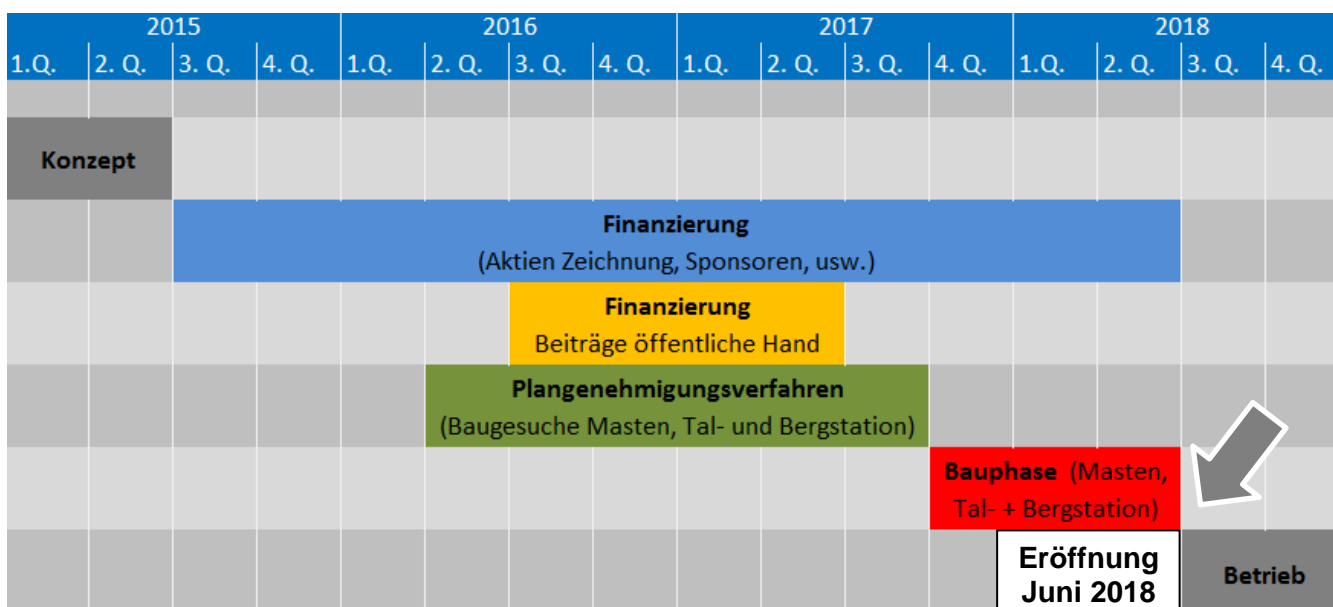 2015 2016 2017 2018
1.Q. 2. Q. 3. Q. 4. Q. 1.Q. 2. Q. 3. Q. 4. Q. 1.Q. 2. Q. 3. Q. 4. Q. 1.Q. 2. Q. 3. Q. 4. Q.
Konzept
Finanzierung
(Aktien Zeichnung, Sponsoren, usw.)
Finanzierung
Beiträge öffentliche Hand
Plangenehmigungsverfahren
(Baugesuche Masten, Tal- und Bergstation)
Bauphase (Masten,
Tal- + Bergstation)
Eröffnung
Juni 2018
Betrieb